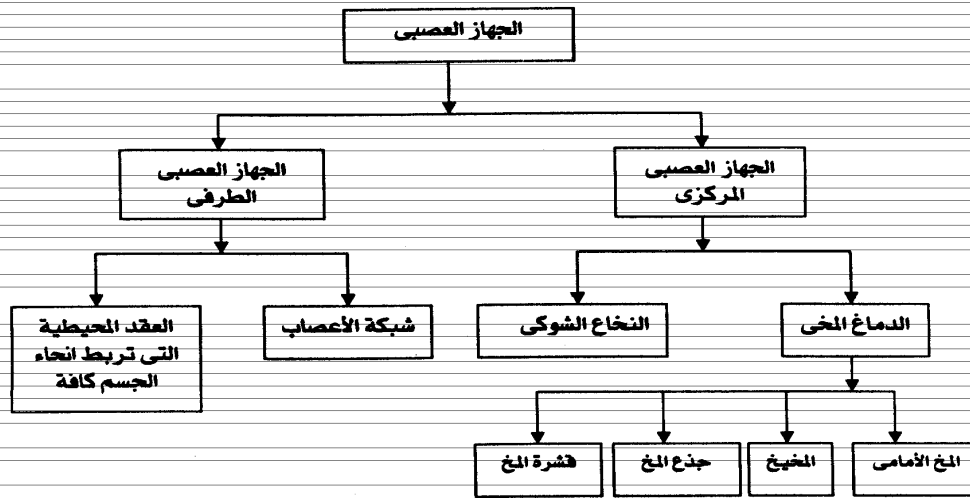 الجهاز العصبى
الجهاز العصبى
المركزى
الجهاز العصبى
الطرفى
الدماغ المخى
النخاع الشوكى
شبكة الأعصاب
العقد المحيطية
التى تربط انحاء
الجسم كافة
المخ الأمامى
المخيخ
جذع المخ
قشرة المخ